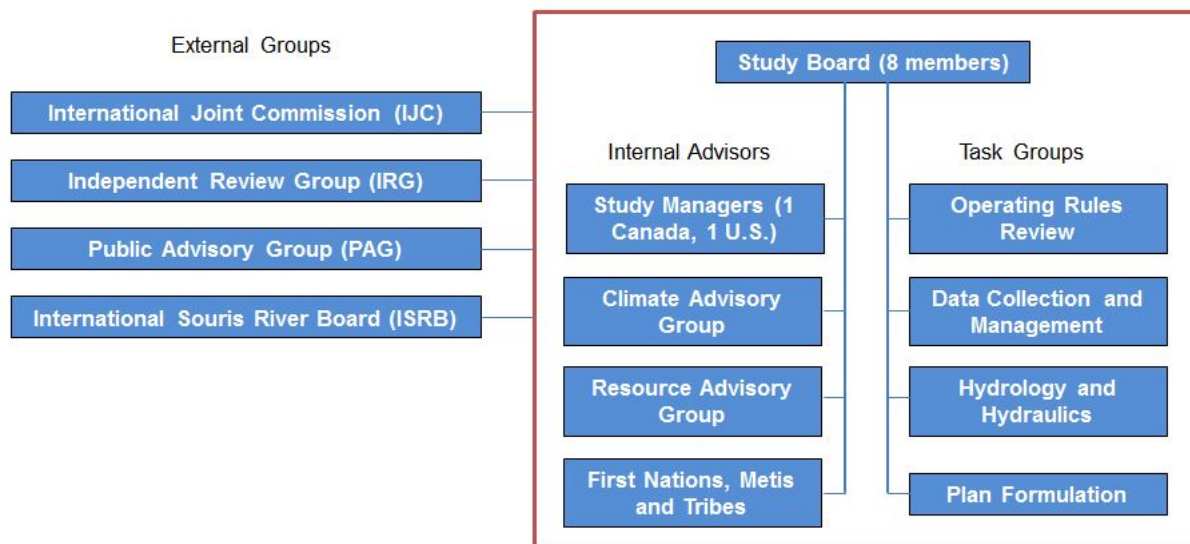 External Groups
International Joint Commission (IJC)
Independent Review Group (IRG)
Public Advisory Group (PAG)
International Souris River Board (ISRB)
Study Board (8 members)
Internal Advisors
Study Managers (1
Canada, 1 U.S.)
Climate Advisory
Group
Resource Advisory
Group
First Nations, Metis
and Tribes
Task Groups
Operating Rules
Review
Data Collection and
Management
Hydrology and
Hydraulics
Plan Formulation